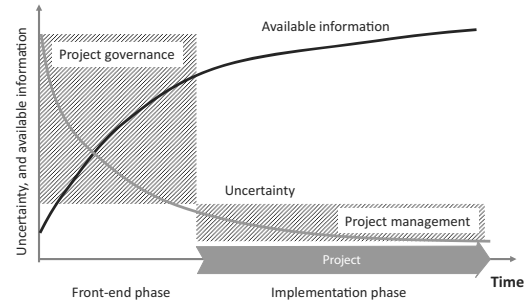 Available information
Project governance
Uncertainty, and available information
Uncertainty
Project management
Project
Time
Front-end phase
Implementation phase